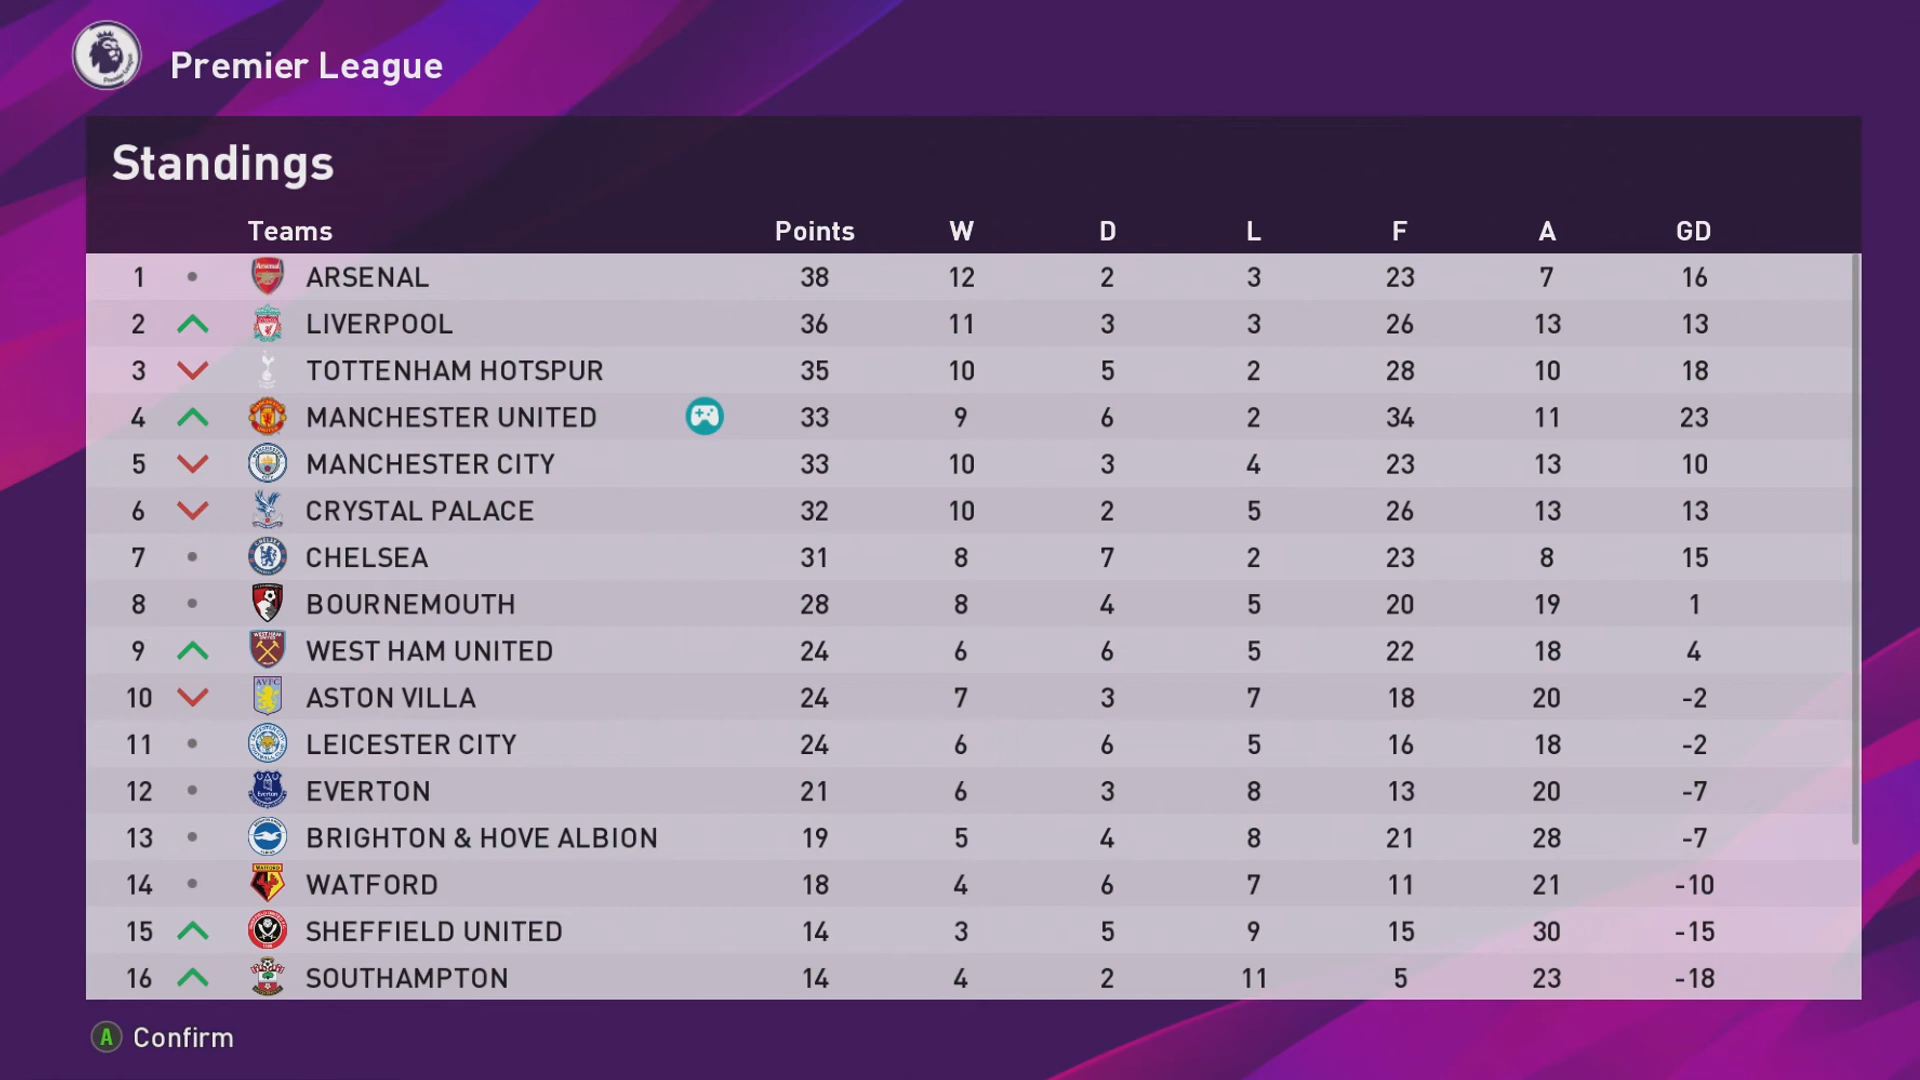 Premier League
Standings
Teams Points W D L F A GD
1 ARSENAL 38 12 2 3 23 7 16
2 LIVERPOOL 36 11 3 3 26 13 13
3 TOTTENHAM HOTSPUR 35 10 5 2 28 10 18
4 MANCHESTER UNITED 33 9 6 2 34 11 23
5 MANCHESTER CITY 33 10 3 4 23 13 10
6 CRYSTAL PALACE 32 10 2 5 26 13 13
7 CHELSEA 31 8 7 2 23 8 15
8 BOURNEMOUTH 28 8 4 5 20 19 1
9 WEST HAM UNITED 24 6 6 5 22 18 4
10 ASTON VILLA 24 7 3 7 18 20 -2
11 LEICESTER CITY 24 6 6 5 16 18 -2
12 EVERTON 21 6 3 8 13 20 -7
13 BRIGHTON & HOVE ALBION 19 5 4 8 21 28 -7
14 WATFORD 18 4 6 7 11 21 -10
15 SHEFFIELD UNITED 14 3 5 9 15 30 -15
16 SOUTHAMPTON 14 4 2 11 5 23 -18
A Confirm